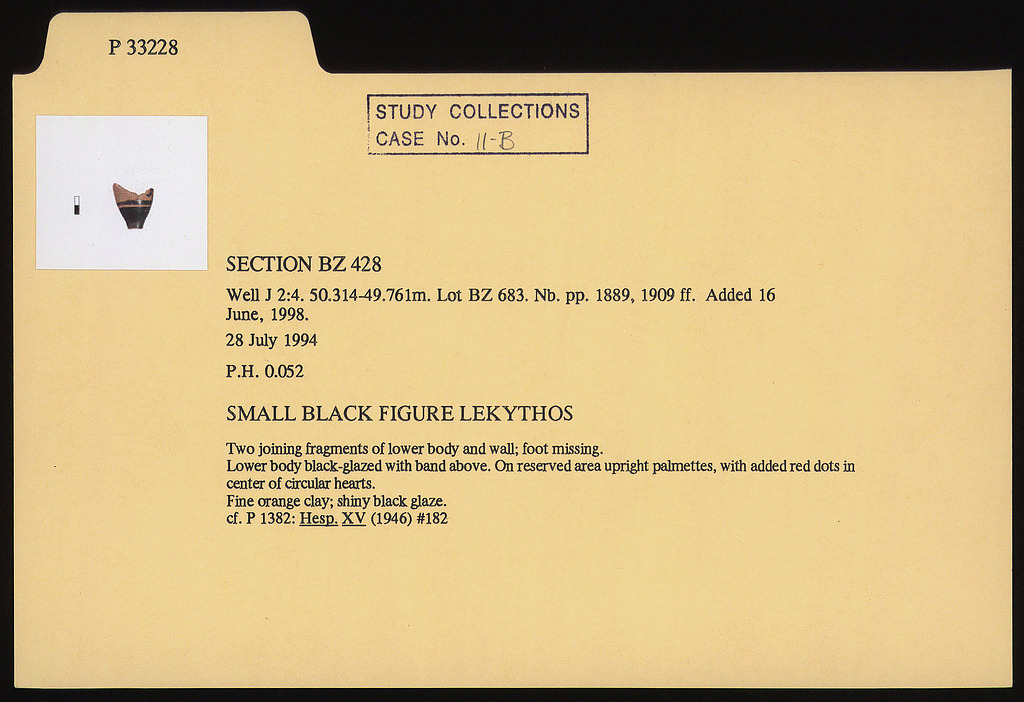 P 33228
STUDY COLLECTIONS
CASE No. 11-B
SECTION BZ 428
Well J 2:4. 50.314-49.761m. Lot BZ 683. Nb. pp. 1889, 1909 ff. Added 16
June, 1998.
28 July 1994
P.H. 0.052
SMALL BLACK FIGURE LEKYTHOS
Two joining fragments of lower body and wall; foot missing.
Lower body black-glazed with band above. On reserved area upright palmettes, with added red dots in
center of circular hearts.
Fine orange clay; shiny black glaze.
cf. P 1382: Hesp. XV (1946) #182